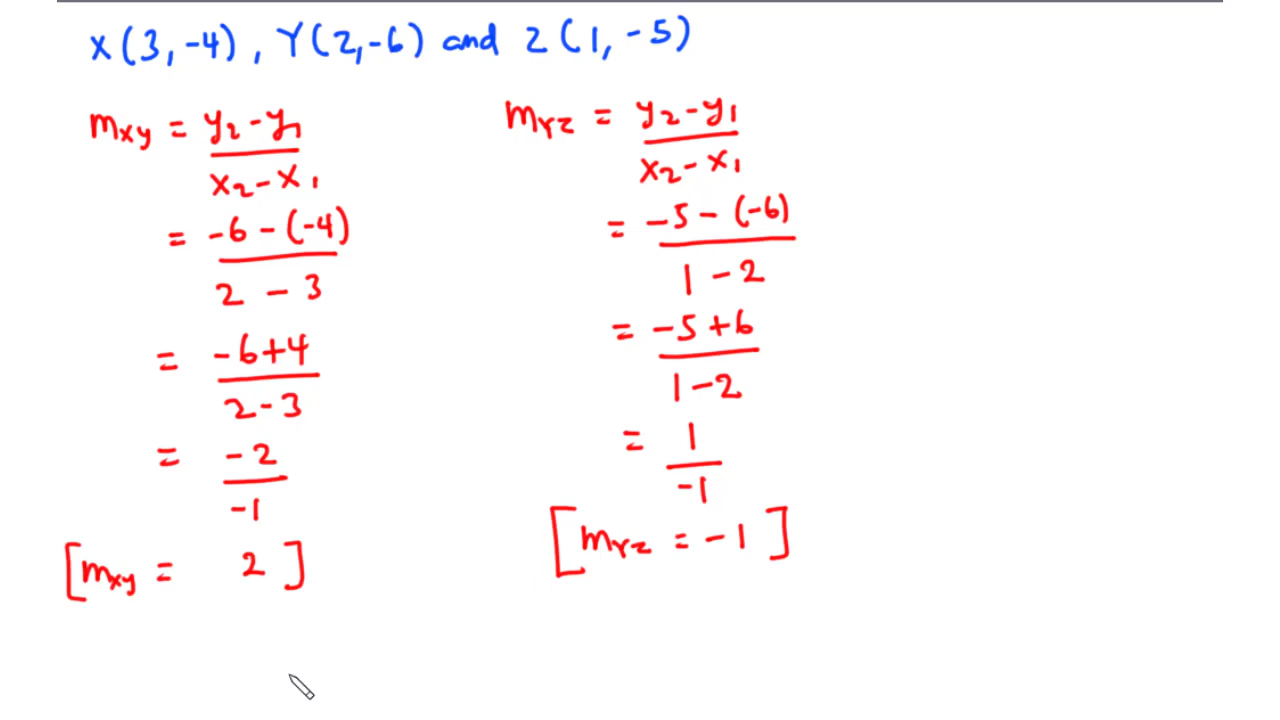 X(3,-4), Y(2,-6) and Z(1,-5)
mxy = y2-y1
x2-x1
= -6-(-4)
2-3
= -6+4
2-3
= -2
-1
[mxy = 2]
mYZ = y2-y1
x2-x1
= -5-(-6)
1-2
= -5+6
1-2
= 1
-1
[mYZ = -1]